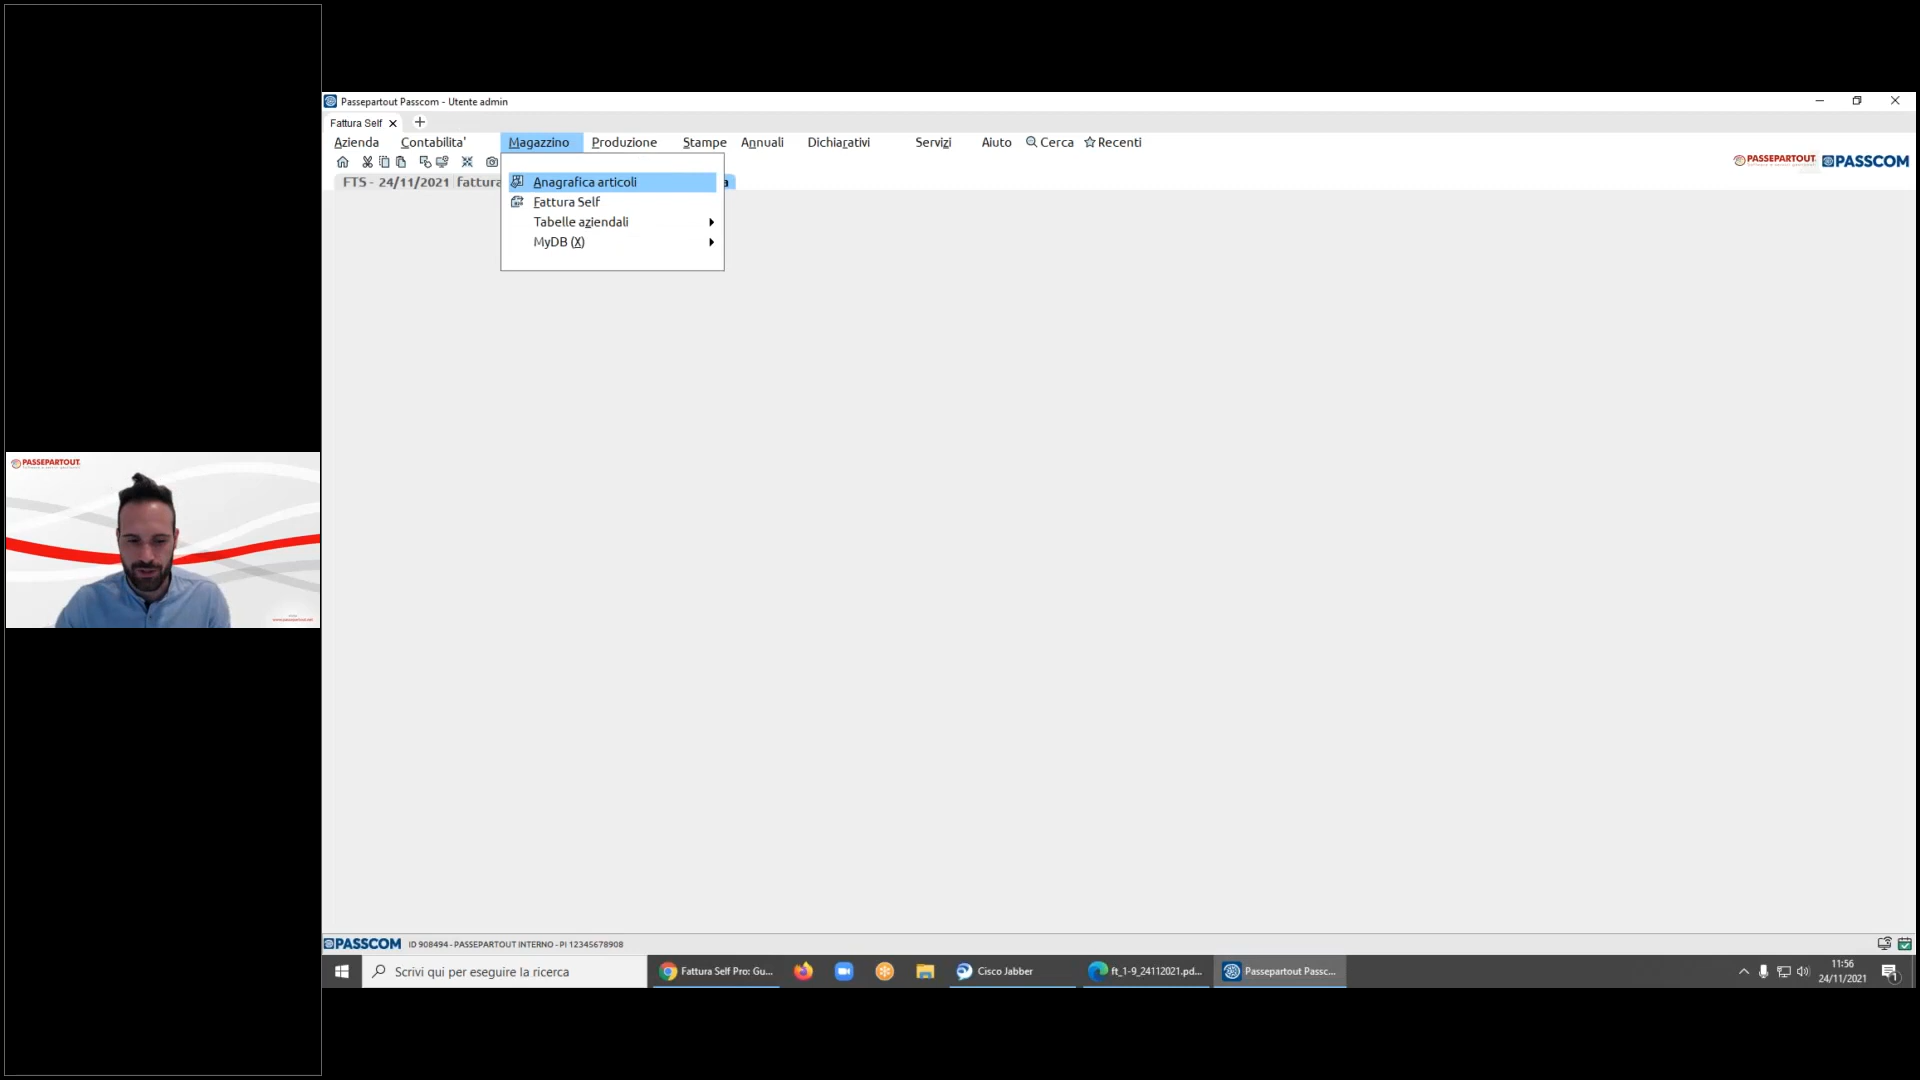 Passepartout Passcom - Utente admin
Fattura Self
Azienda Contabilita' Magazzino Produzione Stampe Annuali Dichiarativi Servizi Aiuto Cerca Recenti
PASSEPARTOUT PASSCOM
FTS - 24/11/2021 fattura
Anagrafica articoli
Fattura Self
Tabelle aziendali
MyDB (X)
PASSEPARTOUT
PASSCOM ID 908494 - PASSEPARTOUT INTERNO - PI 12345678908
Scrivi qui per eseguire la ricerca
Fattura Self Pro: Gu...
Cisco Jabber
ft_1-9_24112021.pd...
Passepartout Passc...
11:56
24/11/2021
1